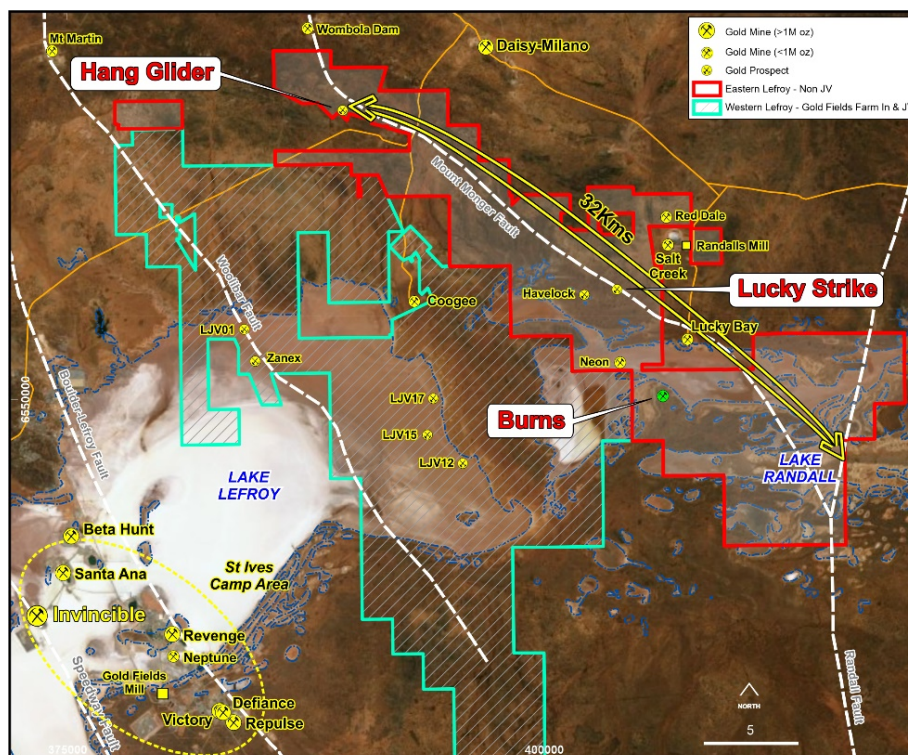 Mt Martin
Wombola Dam
Daisy-Milano
Hang Glider
Gold Mine (>1M oz)
Gold Mine (<1M oz)
Gold Prospect
Eastern Lefroy - Non JV
Western Lefroy - Gold Fields Farm In & JV
Mount Monger Fault
32Kms
Red Dale
Randalls Mill
Salt
Creek
Woolibar Fault
Coogee
Havelock
Lucky Strike
LJV01
Zanex
Neon
Lucky Bay
6550000
Boulder-Lefroy Fault
LJV17
Burns
LJV15
LJV12
LAKE
LEFROY
LAKE
RANDALL
Beta Hunt
Santa Ana
St Ives
Camp Area
Invincible
Revenge
Neptune
Gold Fields
Mill
Speedway Fault
Defiance
Victory
Repulse
Randall Fault
NORTH
5
375000
400000